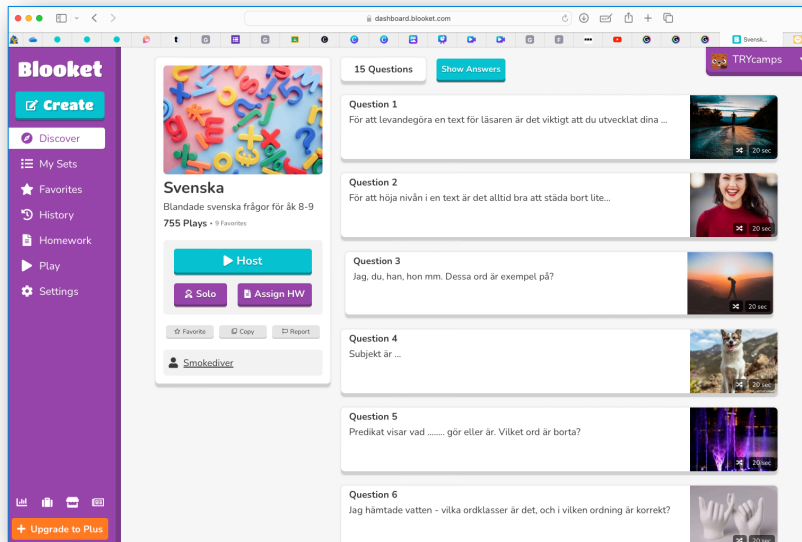 dashboard.blooket.com
Svensk...
Blooket
TRYcamps
Create
Discover
My Sets
Favorites
History
Homework
Play
Settings
Upgrade to Plus
Svenska
Blandade svenska frågor för åk 8-9
755 Plays • 9 Favorites
Host
Solo
Assign HW
Favorite
Copy
Report
Smokediver
15 Questions
Show Answers
Question 1
För att levandegöra en text för läsaren är det viktigt att du utvecklat dina ...
20 sec
Question 2
För att höja nivån i en text är det alltid bra att städa bort lite...
20 sec
Question 3
Jag, du, han, hon mm. Dessa ord är exempel på?
20 sec
Question 4
Subjekt är ...
20 sec
Question 5
Predikat visar vad ........ gör eller är. Vilket ord är borta?
20 sec
Question 6
Jag hämtade vatten - vilka ordklasser är det, och i vilken ordning är korrekt?
20 sec